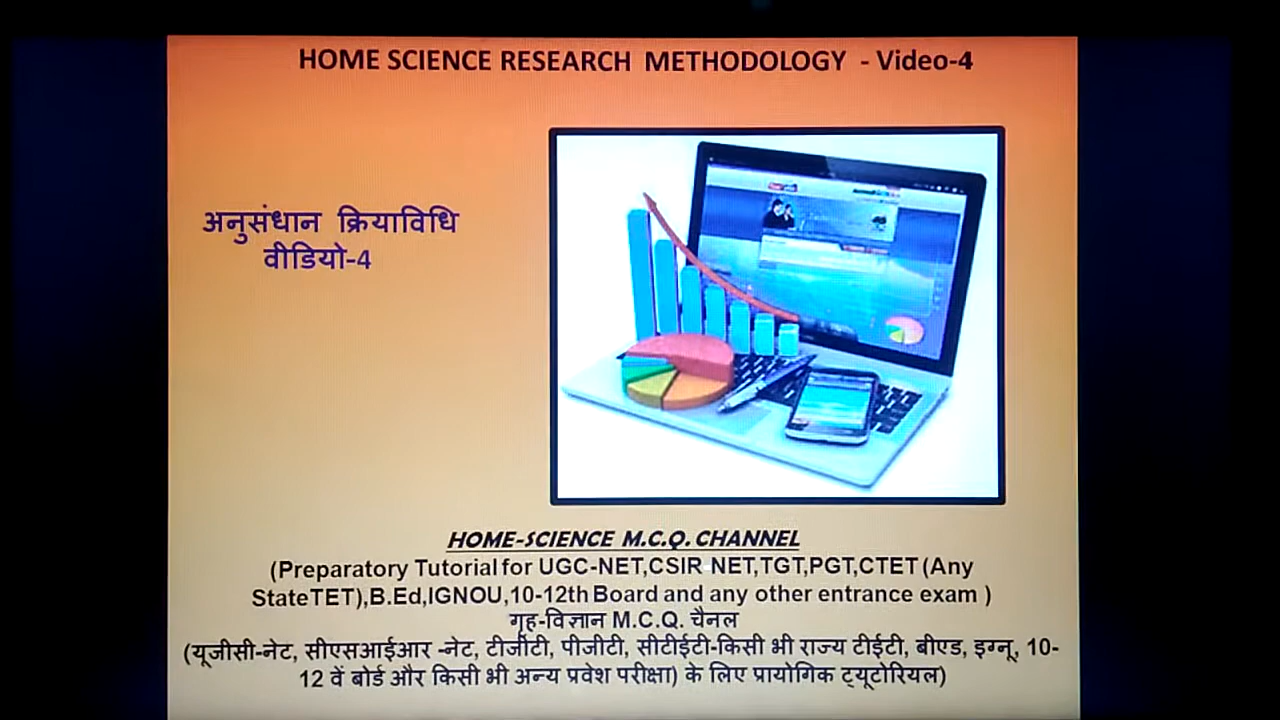 HOME SCIENCE RESEARCH METHODOLOGY - Video-4
अनुसंधान क्रियाविधि
वीडियो-4
HOME-SCIENCE M.C.Q. CHANNEL
(Preparatory Tutorial for UGC-NET,CSIR NET,TGT,PGT,CTET (Any
StateTET),B.Ed,IGNOU,10-12th Board and any other entrance exam )
गृह-विज्ञान M.C.Q. चैनल
(यूजीसी-नेट, सीएसआईआर -नेट, टीजीटी, पीजीटी, सीटीईटी-किसी भी राज्य टीईटी, बीएड, इग्नू, 10-
12 वें बोर्ड और किसी भी अन्य प्रवेश परीक्षा) के लिए प्रायोगिक ट्यूटोरियल)